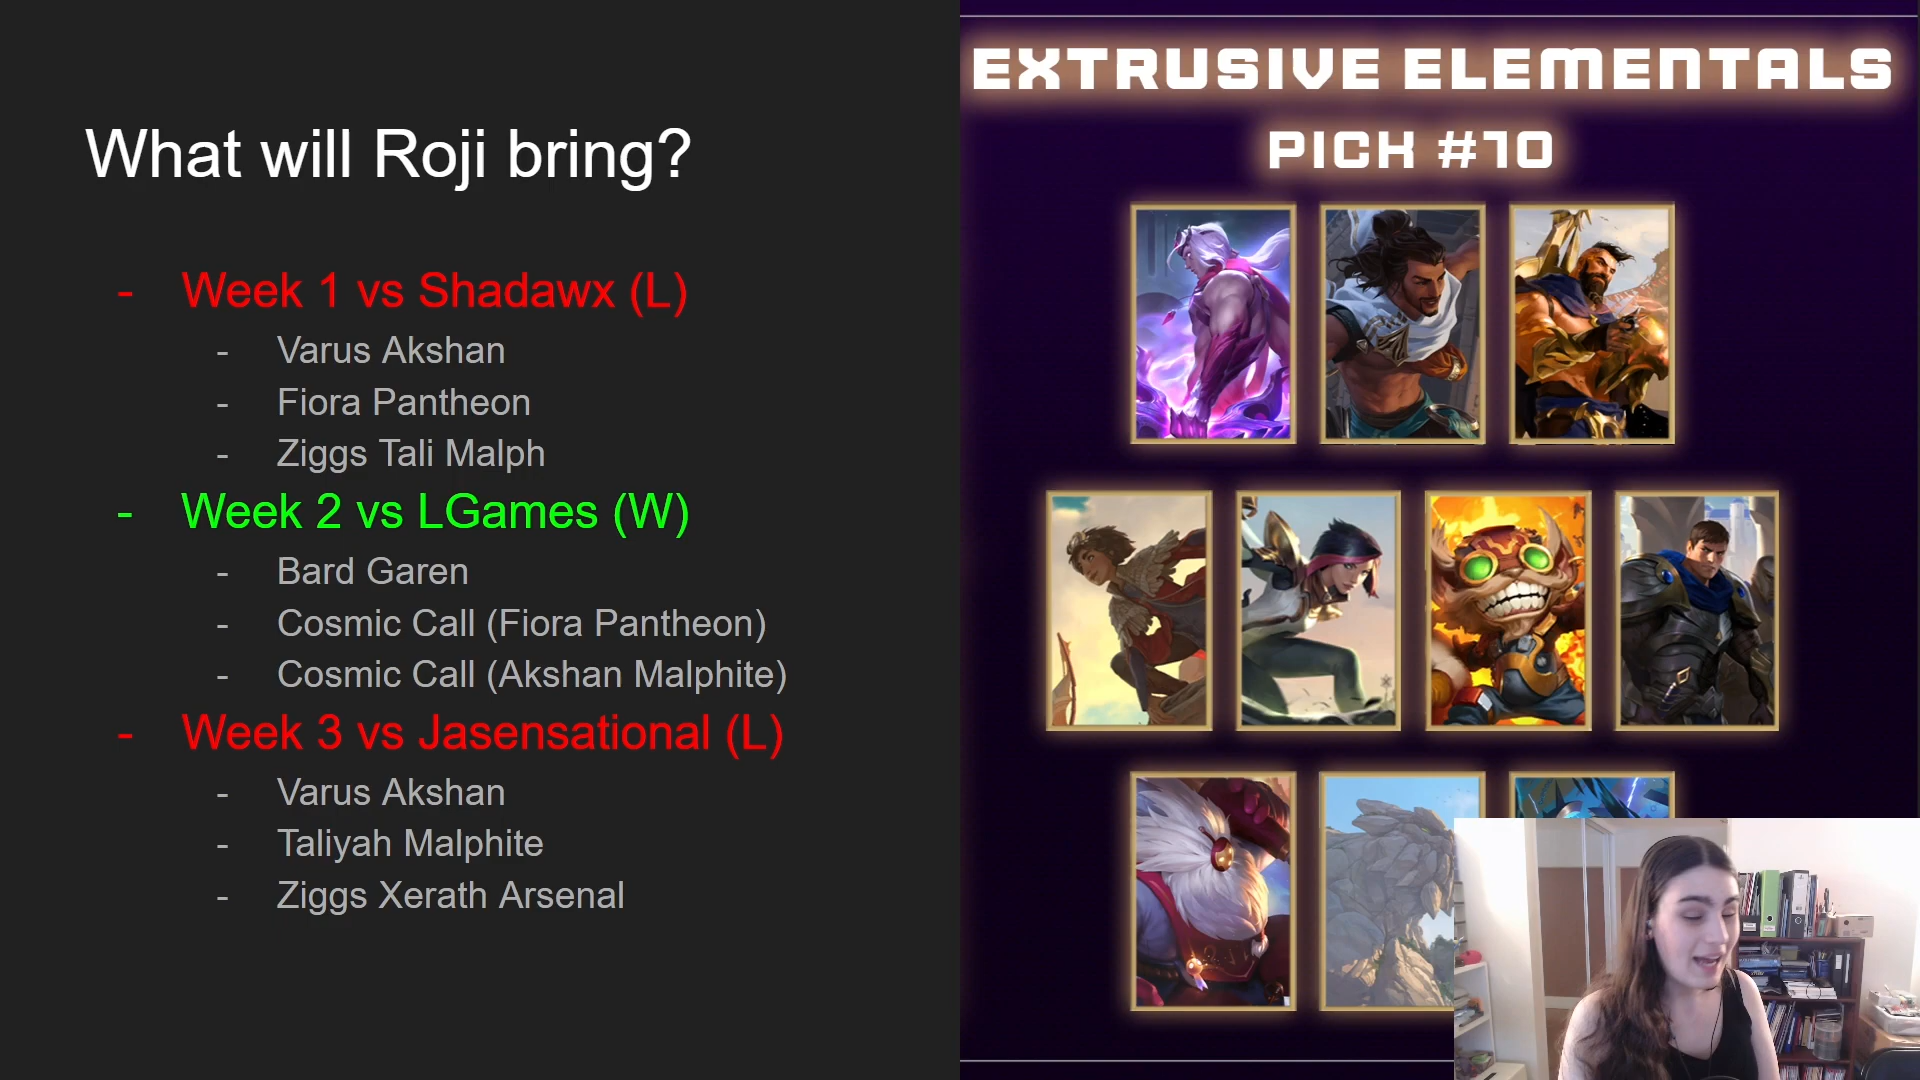 What will Roji bring?
- Week 1 vs Shadawx (L)
- Varus Akshan
- Fiora Pantheon
- Ziggs Tali Malph
- Week 2 vs LGames (W)
- Bard Garen
- Cosmic Call (Fiora Pantheon)
- Cosmic Call (Akshan Malphite)
- Week 3 vs Jasensational (L)
- Varus Akshan
- Taliyah Malphite
- Ziggs Xerath Arsenal
EXTRUSIVE ELEMENTALS
PICK #10